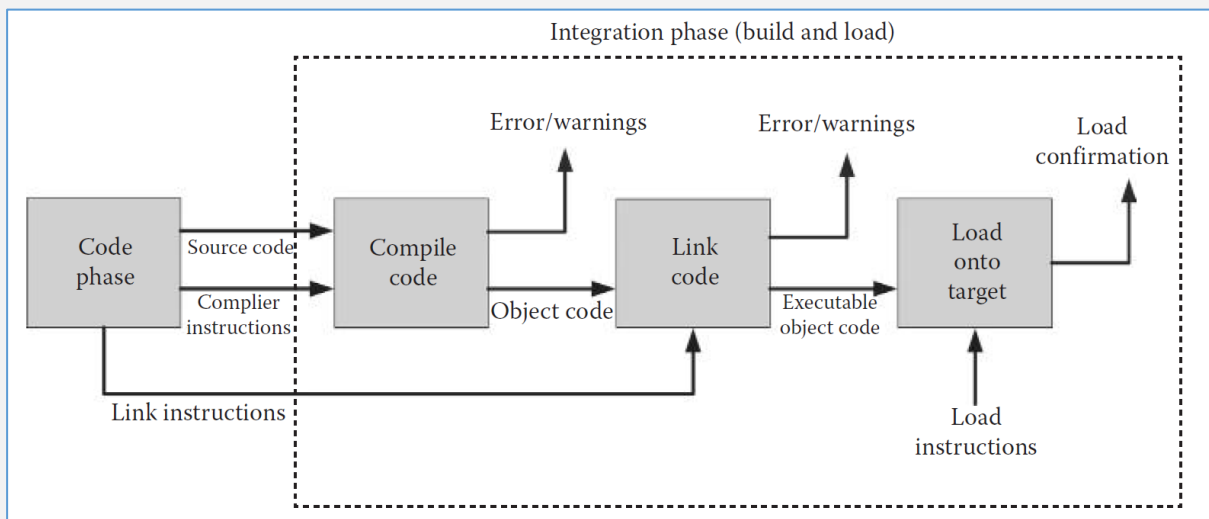 Integration phase (build and load)
Error/warnings
Error/warnings
Load
confirmation
Code
phase
Source code
Complier
instructions
Compile
code
Object code
Link
code
Executable
object code
Load
onto
target
Link instructions
Load
instructions